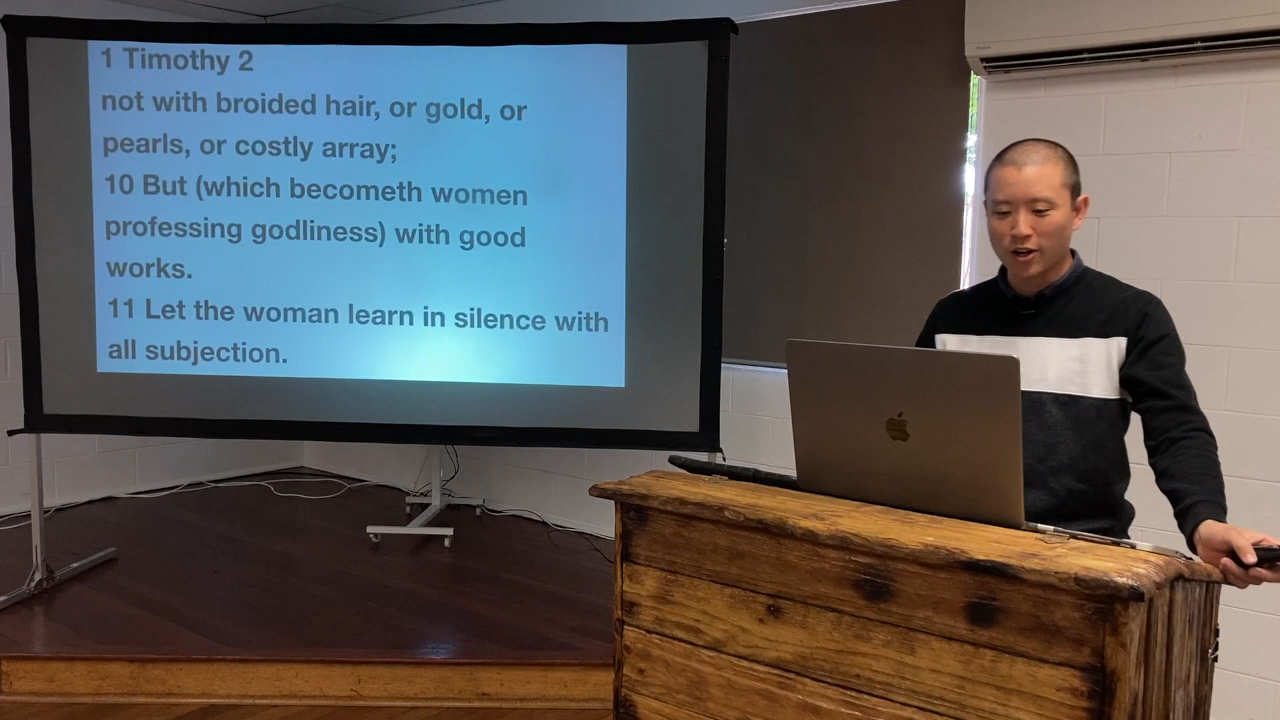 1 Timothy 2
not with broided hair, or gold, or
pearls, or costly array;
10 But (which becometh women
professing godliness) with good
works.
11 Let the woman learn in silence with
all subjection.